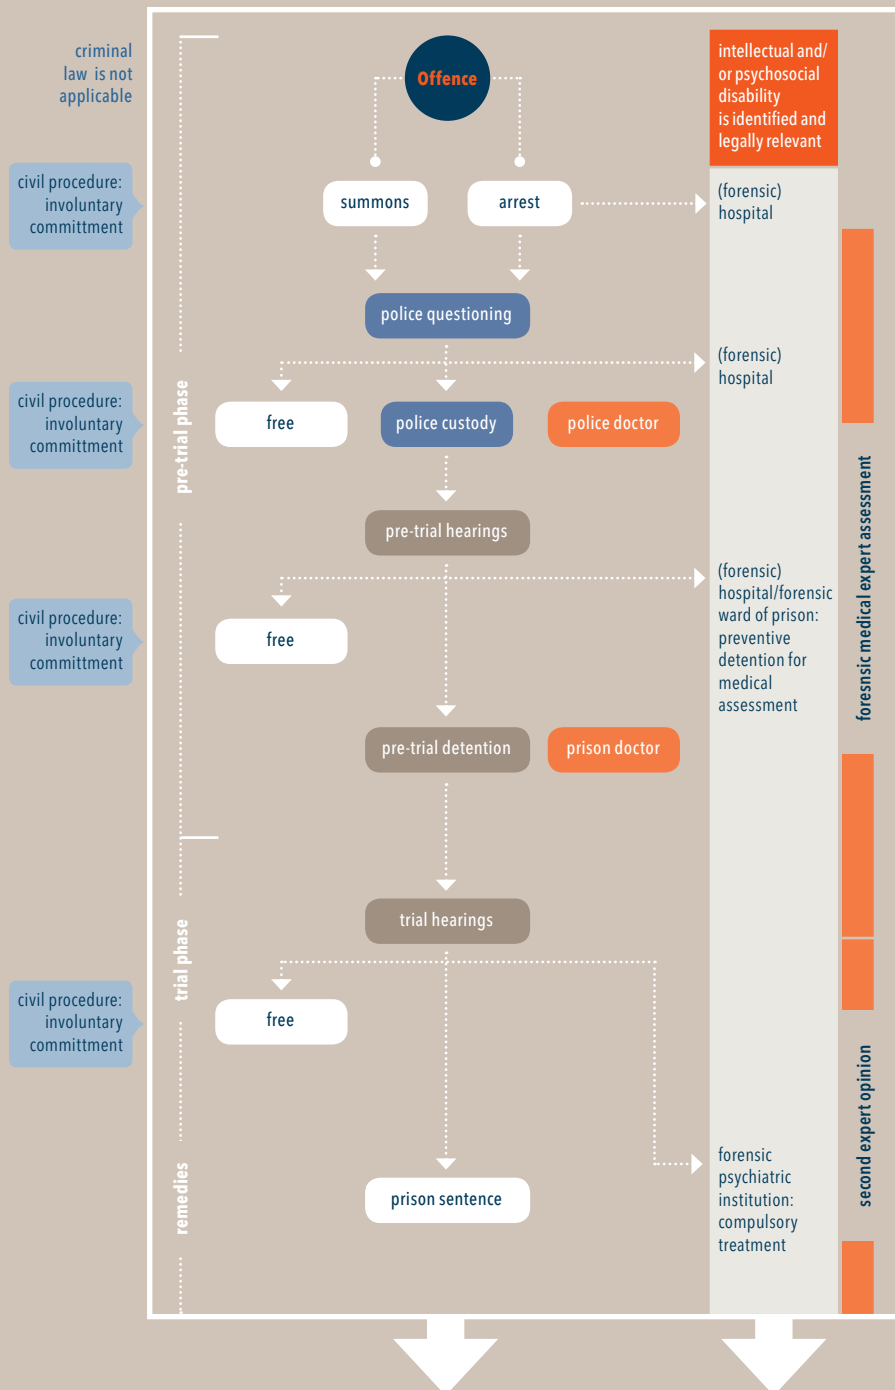 criminal
law is not
applicable
Offence
intellectual and/
or psychosocial
disability
is identified and
legally relevant
civil procedure:
involuntary
committment
summons
arrest
(forensic)
hospital
police questioning
(forensic)
hospital
pre-trial phase
civil procedure:
involuntary
committment
free
police custody
police doctor
foresnsic medical expert assessment
pre-trial hearings
(forensic)
hospital/forensic
ward of prison:
preventive
detention for
medical
assessment
civil procedure:
involuntary
committment
free
pre-trial detention
prison doctor
trial phase
trial hearings
civil procedure:
involuntary
committment
free
second expert opinion
remedies
prison sentence
forensic
psychiatric
institution:
compulsory
treatment